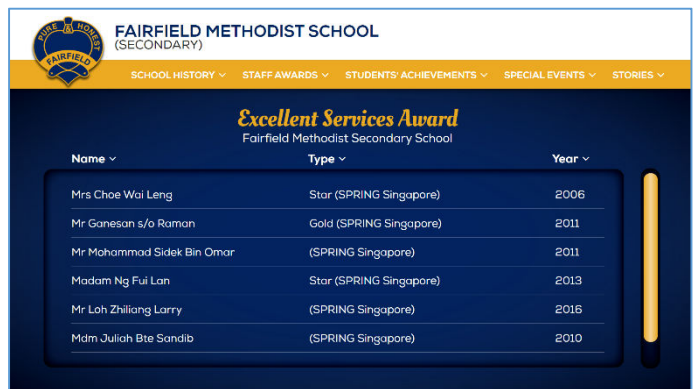 PURE & HONEST
FAIRFIELD
FAIRFIELD METHODIST SCHOOL
(SECONDARY)
SCHOOL HISTORY STAFF AWARDS STUDENTS' ACHIEVEMENTS SPECIAL EVENTS STORIES
Excellent Services Award
Fairfield Methodist Secondary School
Name Type Year
Mrs Choe Wai Leng Star (SPRING Singapore) 2006
Mr Ganesan s/o Raman Gold (SPRING Singapore) 2011
Mr Mohammad Sidek Bin Omar (SPRING Singapore) 2011
Madam Ng Fui Lan Star (SPRING Singapore) 2013
Mr Loh Zhiliang Larry (SPRING Singapore) 2016
Mdm Juliah Bte Sandib (SPRING Singapore) 2010